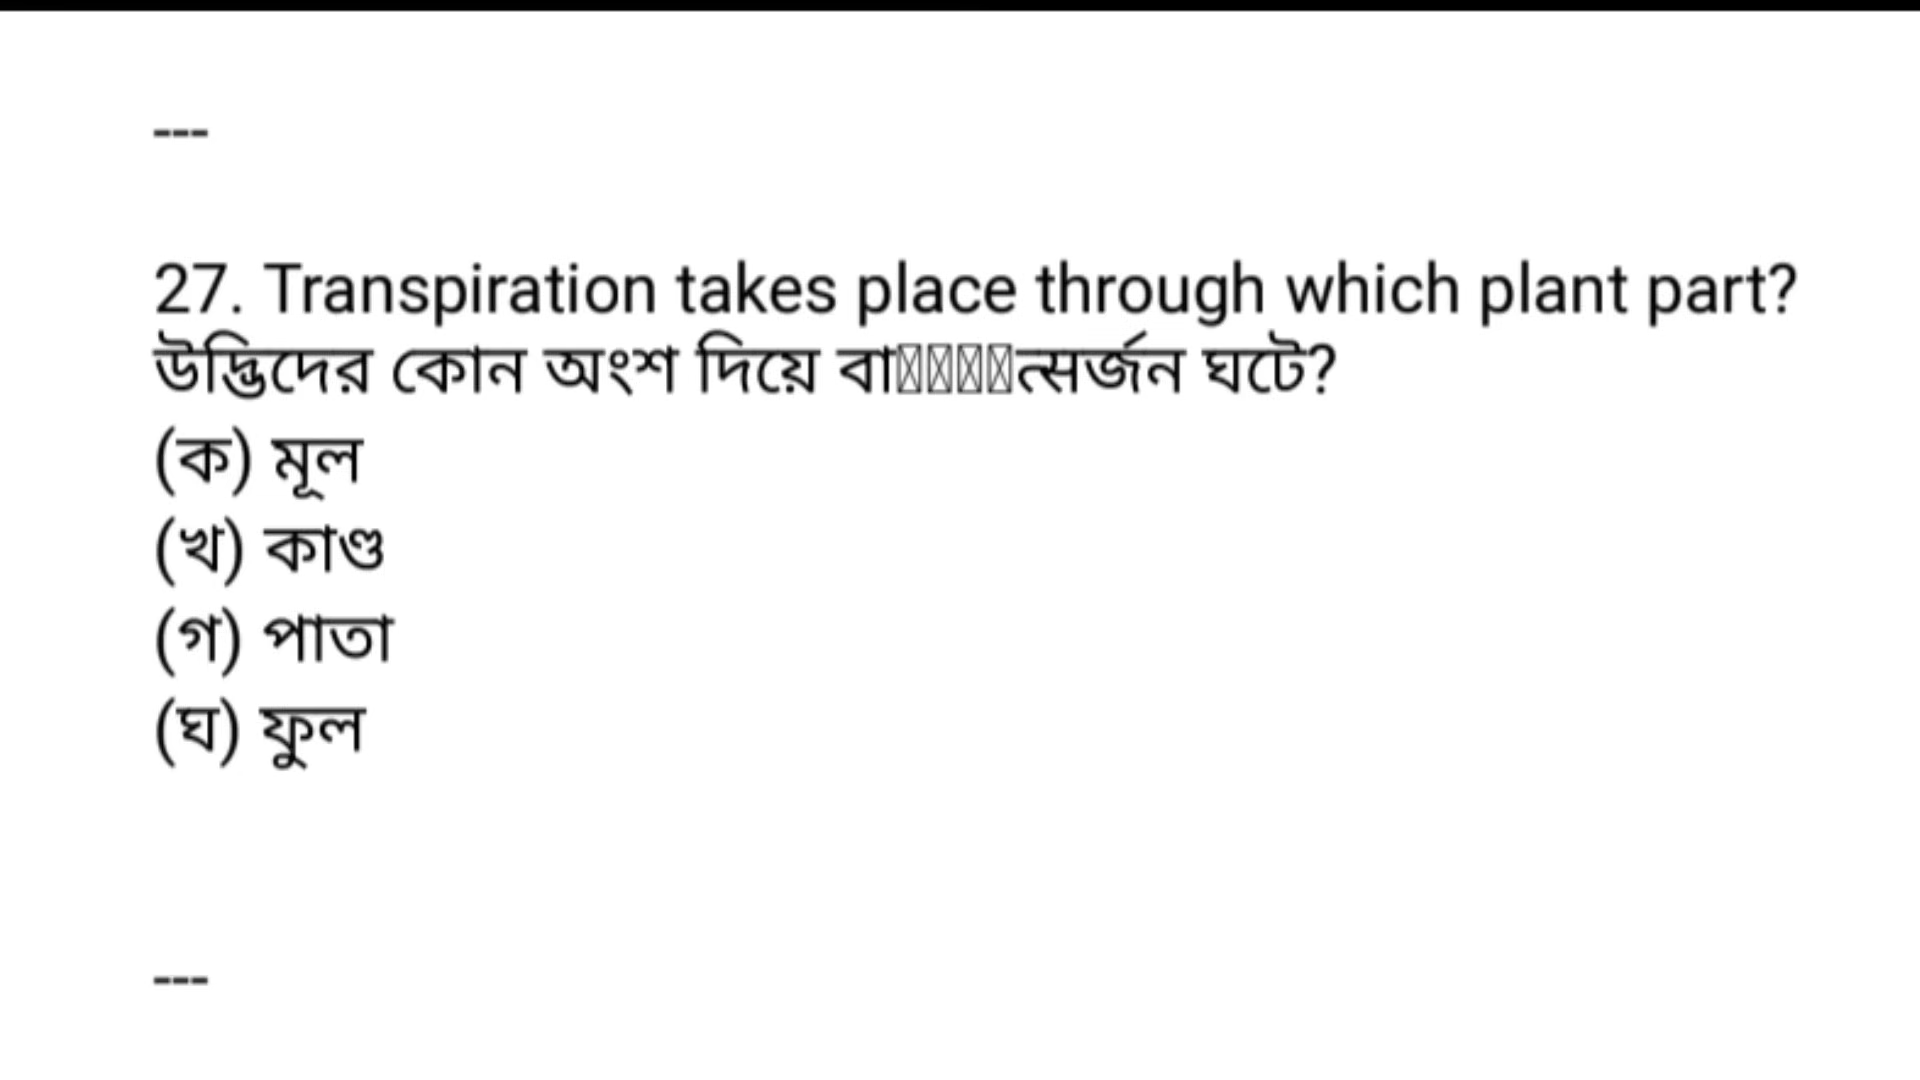 ---
27. Transpiration takes place through which plant part?
উদ্ভিদের কোন অংশ দিয়ে ঘটে?
(ক) মূল
(খ) কাণ্ড
(গ) পাতা
(ঘ) ফুল
---